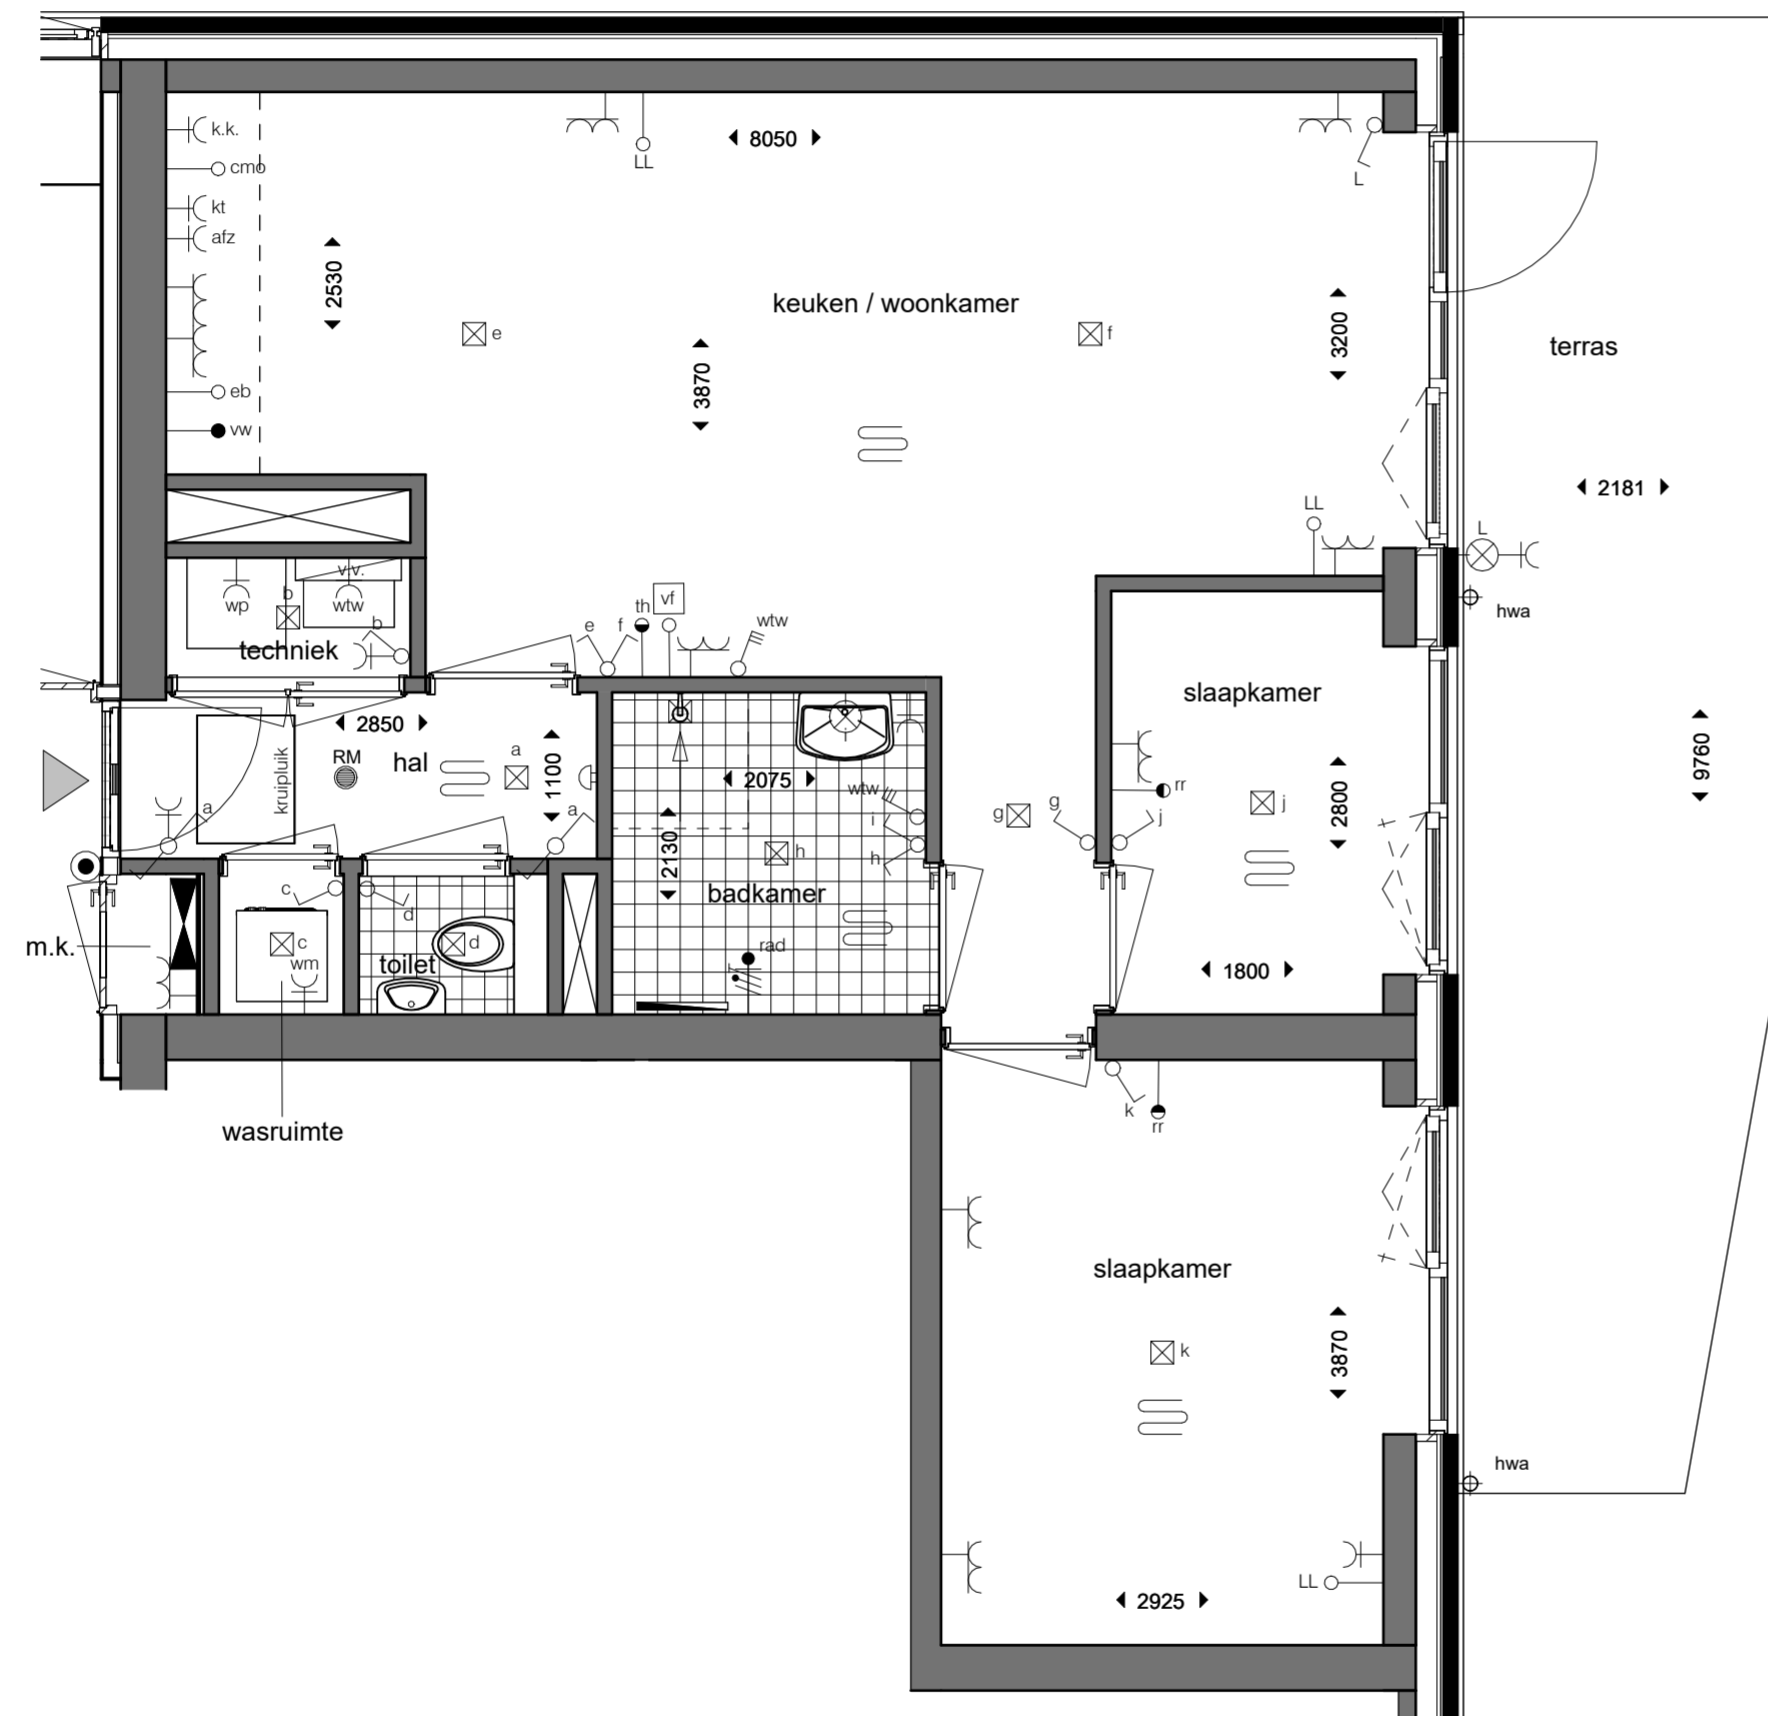 k.k.
cmo
kt
afz
eb
vw
LL
8050
L
2530
keuken / woonkamer
e
f
3200
3870
terras
2181
LL
L
hwa
v.v.
wp
b
wtw
b
techniek
e
f
th
vf
wtw
slaapkamer
2850
hal
RM
a
1100
kruipluik
a
a
2075
wtw
i
h
h
2130
badkamer
rad
g
g
j
rr
j
2800
1800
9760
m.k.
c
c
wm
d
d
toilet
wasruimte
k
rr
slaapkamer
k
3870
hwa
LL
2925